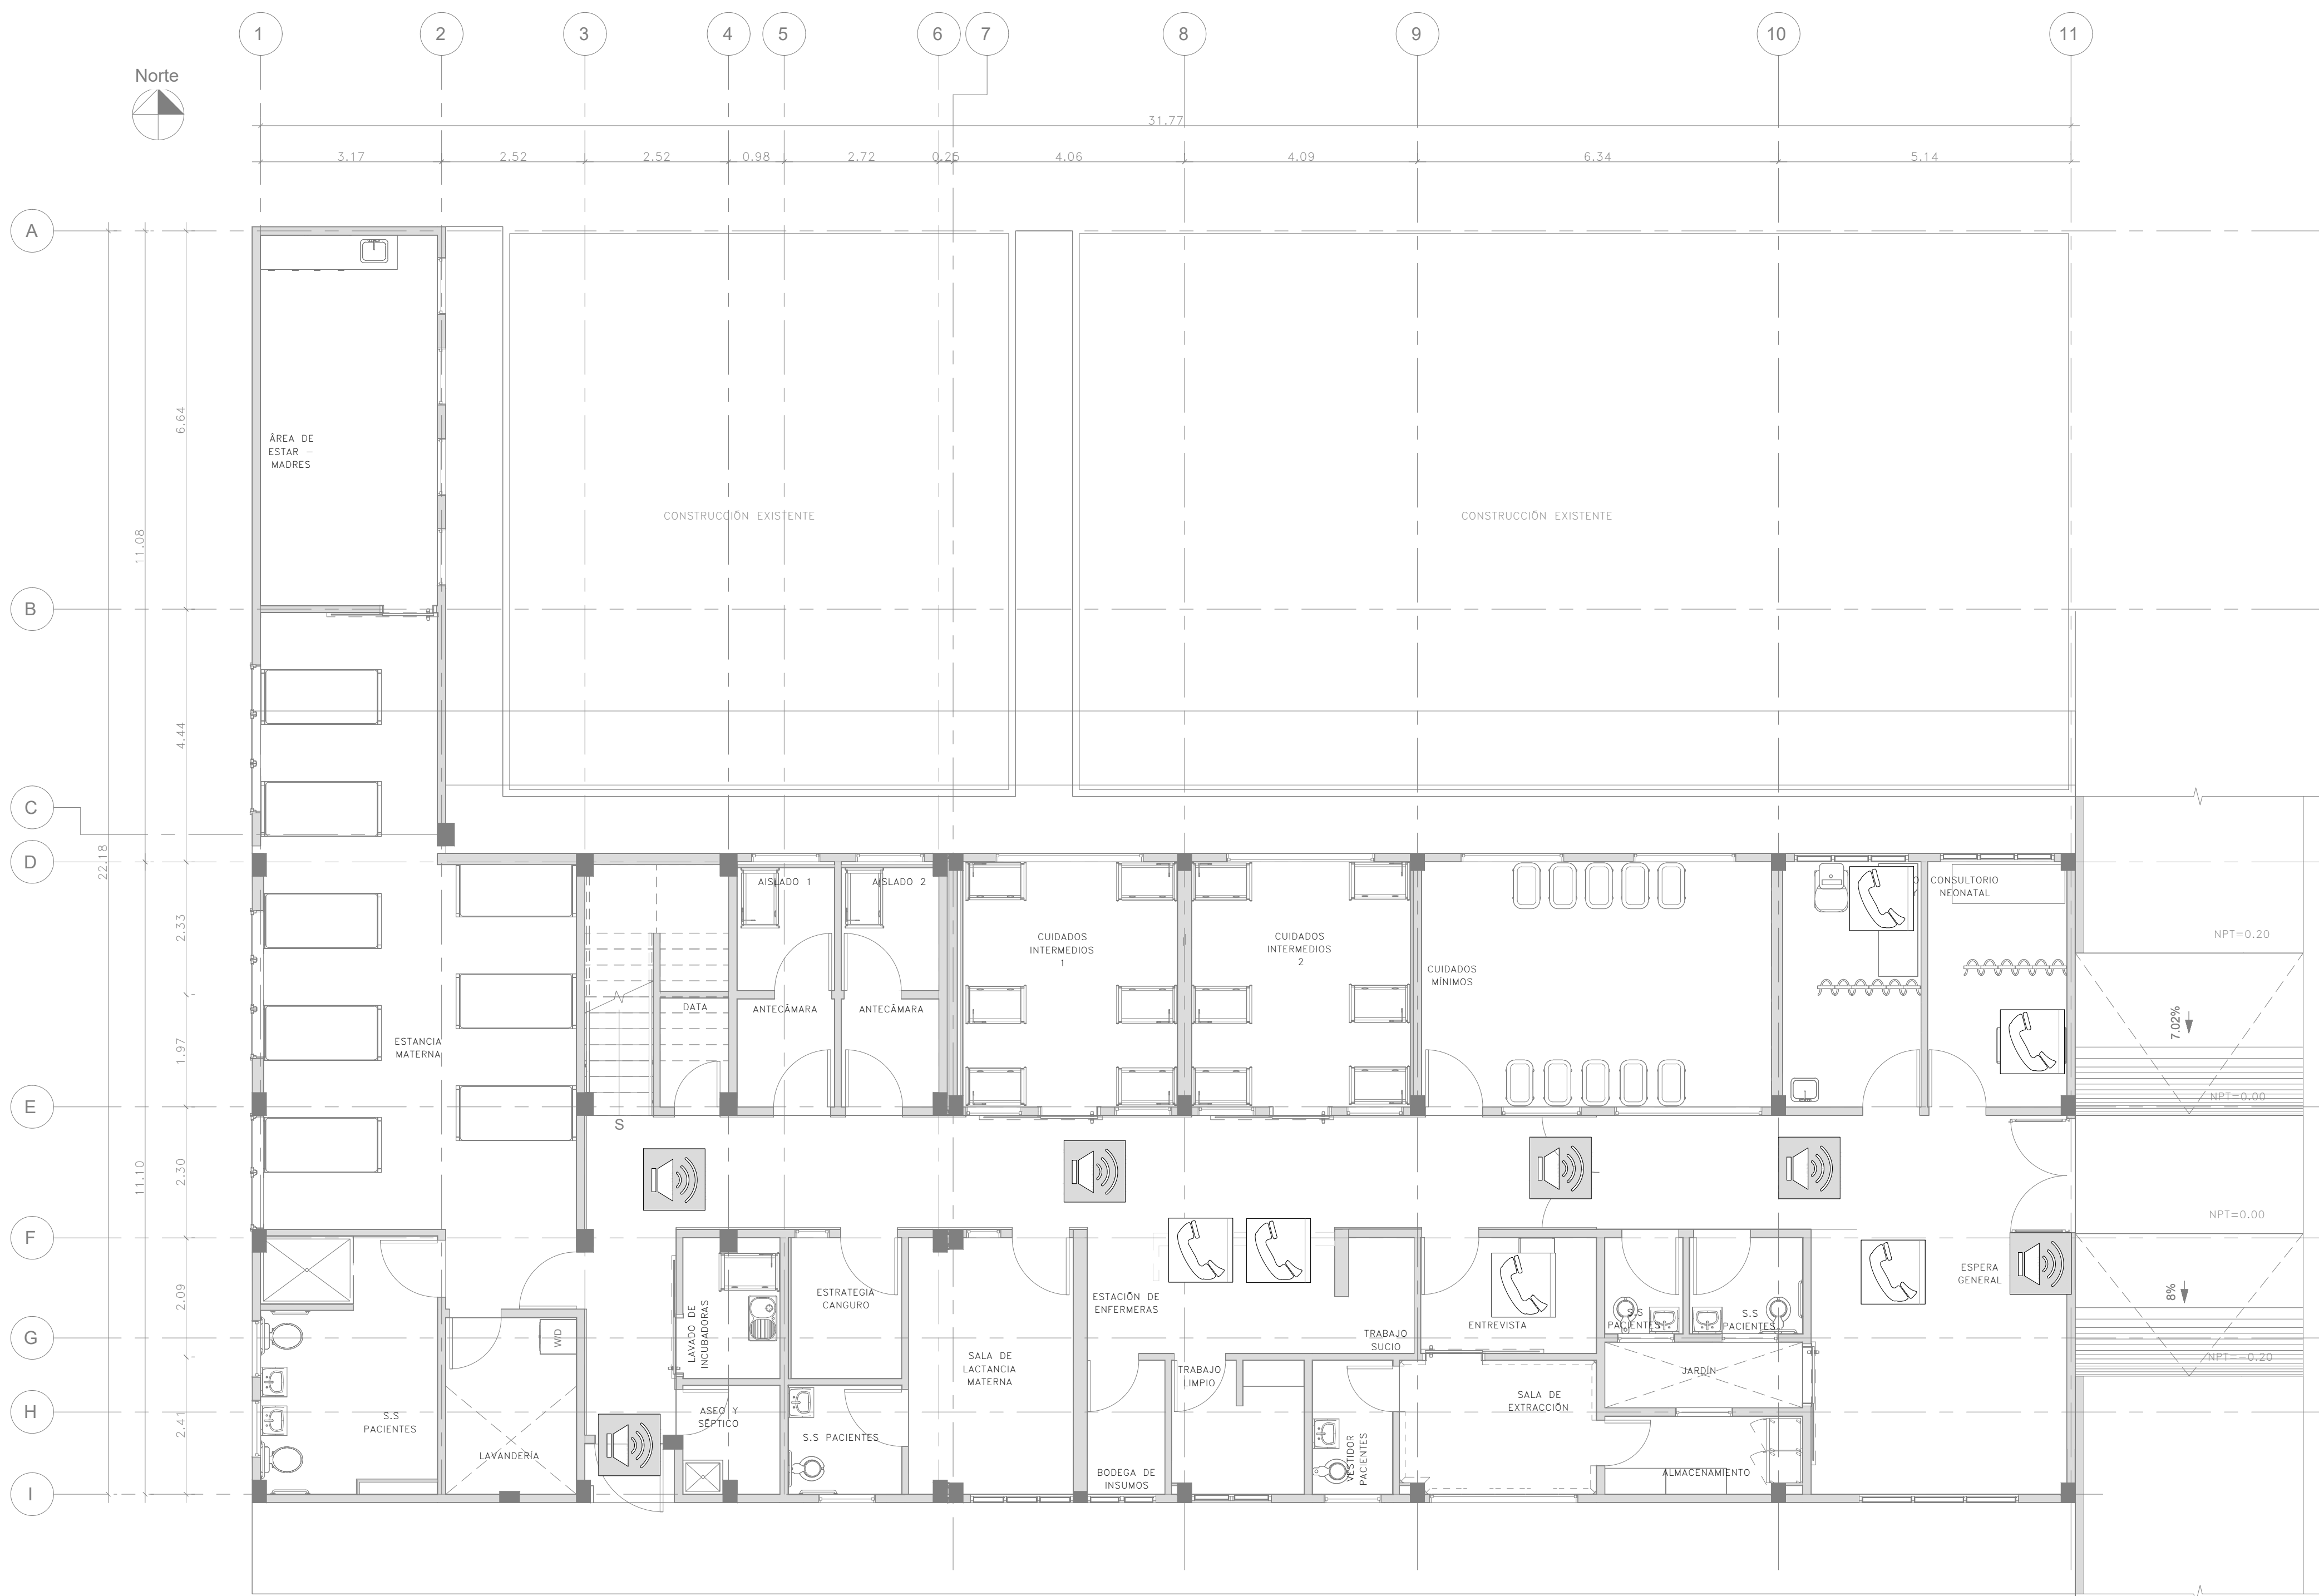 1 2 3 4 5 6 7 8 9 10 11
Norte
31.77
3.17 2.52 2.52 0.98 2.72 0.25 4.06 4.09 6.34 5.14
A
B
C
D
E
F
G
H
I
22.18
11.08
11.10
6.64
4.44
2.33
1.97
2.30
2.09
2.41
ÁREA DE
ESTAR –
MADRES
CONSTRUCCIÓN EXISTENTE
CONSTRUCCIÓN EXISTENTE
AISLADO 1
AISLADO 2
CUIDADOS
INTERMEDIOS
1
CUIDADOS
INTERMEDIOS
2
CUIDADOS
MÍNIMOS
O
Y
CONSULTORIO
NEONATAL
NPT=0.20
7.02%
DATA
ANTECÁMARA
ANTECÁMARA
ESTANCIA
MATERNA
S
NPT=0.00
NPT=0.00
ESPERA
GENERAL
8%
NPT=-0.20
LAVADO DE
INCUBADORAS
ESTRATEGIA
CANGURO
ESTACIÓN DE
ENFERMERAS
W/D
SALA DE
LACTANCIA
MATERNA
TRABAJO
SUCIO
ENTREVISTA
S.S
PACIENTES
S.S
PACIENTES
TRABAJO
LIMPIO
JARDÍN
SALA DE
EXTRACCIÓN
S.S
PACIENTES
LAVANDERÍA
ASEO Y
SÉPTICO
S.S PACIENTES
BODEGA DE
INSUMOS
VESTIDOR
PACIENTES
ALMACENAMIENTO